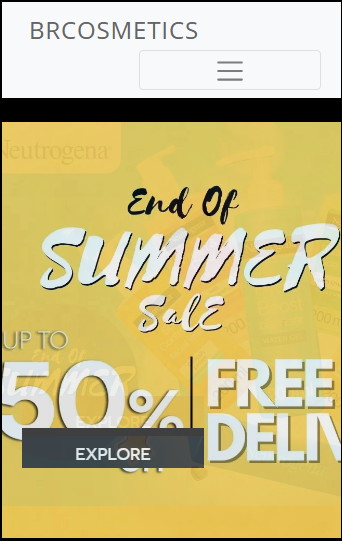 BRCOSMETICS
Neutrogena
End Of
SUMMER
SalE
UP TO
50%
FREE
EXPLORE